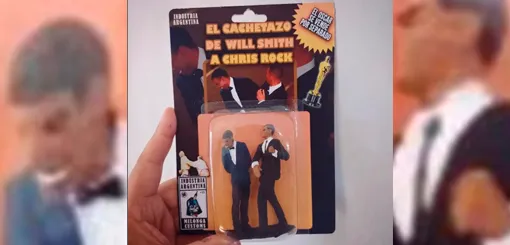 INDUSTRIA
ARGENTINA
EL CACHETAZO
DE WILL SMITH
A CHRIS ROCK
EL OSCAR
SE VENDE
POR SEPARADO
INDUSTRIA
ARGENTINA
MILONGA
CUSTOMS